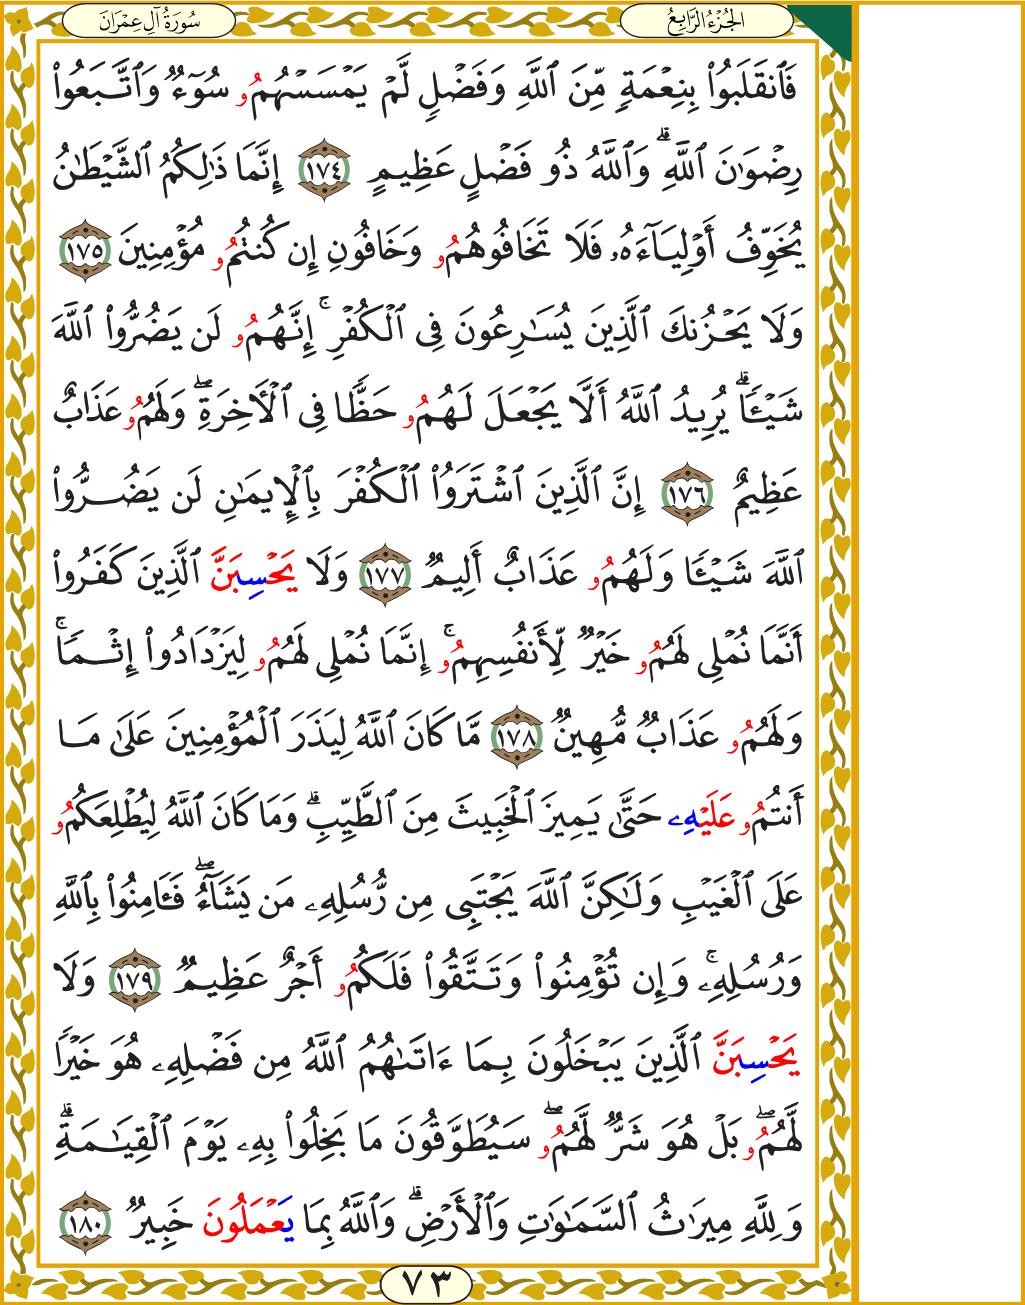 الجُزْءُ الرَّابِعُ
سُورَةُ آلِ عِمْرَانَ
فَٱنقَلَبُواْ بِنِعْمَةٍ مِّنَ ٱللَّهِ وَفَضْلٍ لَّمْ يَمْسَسْهُمُو سُوٓءٌ وَٱتَّبَعُواْ
رِضْوَٰنَ ٱللَّهِۗ وَٱللَّهُ ذُو فَضْلٍ عَظِيمٍ ١٧٤ إِنَّمَا ذَٰلِكُمُ ٱلشَّيْطَٰنُ
يُخَوِّفُ أَوْلِيَآءَهُۥ فَلَا تَخَافُوهُمُو وَخَافُونِ إِن كُنتُمُو مُؤْمِنِينَ ١٧٥
وَلَا يَحْزُنكَ ٱلَّذِينَ يُسَٰرِعُونَ فِى ٱلْكُفْرِۚ إِنَّهُمُو لَن يَضُرُّواْ ٱللَّهَ
شَيْـًٔاۗ يُرِيدُ ٱللَّهُ أَلَّا يَجْعَلَ لَهُمُو حَظًّا فِى ٱلْأَخِرَةِۖ وَلَهُمُو عَذَابٌ
عَظِيمٌ ١٧٦ إِنَّ ٱلَّذِينَ ٱشْتَرَوُاْ ٱلْكُفْرَ بِٱلْإِيمَٰنِ لَن يَضُرُّواْ
ٱللَّهَ شَيْـًٔا وَلَهُمُو عَذَابٌ أَلِيمٌ ١٧٧ وَلَا يَحْسِبَنَّ ٱلَّذِينَ كَفَرُواْ
أَنَّمَا نُمْلِى لَهُمُو خَيْرٌ لِّأَنفُسِهِمُوۚ إِنَّمَا نُمْلِى لَهُمُو لِيَزْدَادُواْ إِثْمًاۚ
وَلَهُمُو عَذَابٌ مُّهِينٌ ١٧٨ مَّا كَانَ ٱللَّهُ لِيَذَرَ ٱلْمُؤْمِنِينَ عَلَىٰ مَا
أَنتُمُو عَلَيْهِۦ حَتَّىٰ يَمِيزَ ٱلْخَبِيثَ مِنَ ٱلطَّيِّبِۗ وَمَا كَانَ ٱللَّهُ لِيُطْلِعَكُمُو
عَلَى ٱلْغَيْبِ وَلَٰكِنَّ ٱللَّهَ يَجْتَبِى مِن رُّسُلِهِۦ مَن يَشَآءُۖ فَـَٔامِنُواْ بِٱللَّهِ
وَرُسُلِهِۦۚ وَإِن تُؤْمِنُواْ وَتَتَّقُواْ فَلَكُمُو أَجْرٌ عَظِيمٌ ١٧٩ وَلَا
يَحْسِبَنَّ ٱلَّذِينَ يَبْخَلُونَ بِمَا ءَاتَىٰهُمُ ٱللَّهُ مِن فَضْلِهِۦ هُوَ خَيْرًا
لَّهُمُوۖ بَلْ هُوَ شَرٌّ لَّهُمُوۖ سَيُطَوَّقُونَ مَا بَخِلُواْ بِهِۦ يَوْمَ ٱلْقِيَٰمَةِۗ
وَلِلَّهِ مِيرَٰثُ ٱلسَّمَٰوَٰتِ وَٱلْأَرْضِۗ وَٱللَّهُ بِمَا يَعْمَلُونَ خَبِيرٌ ١٨٠
٧٣